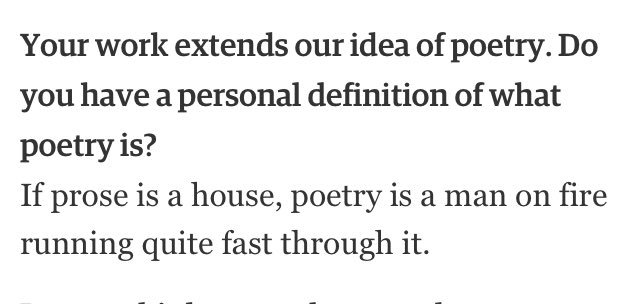 Your work extends our idea of poetry. Do
you have a personal definition of what
poetry is?
If prose is a house, poetry is a man on fire
running quite fast through it.